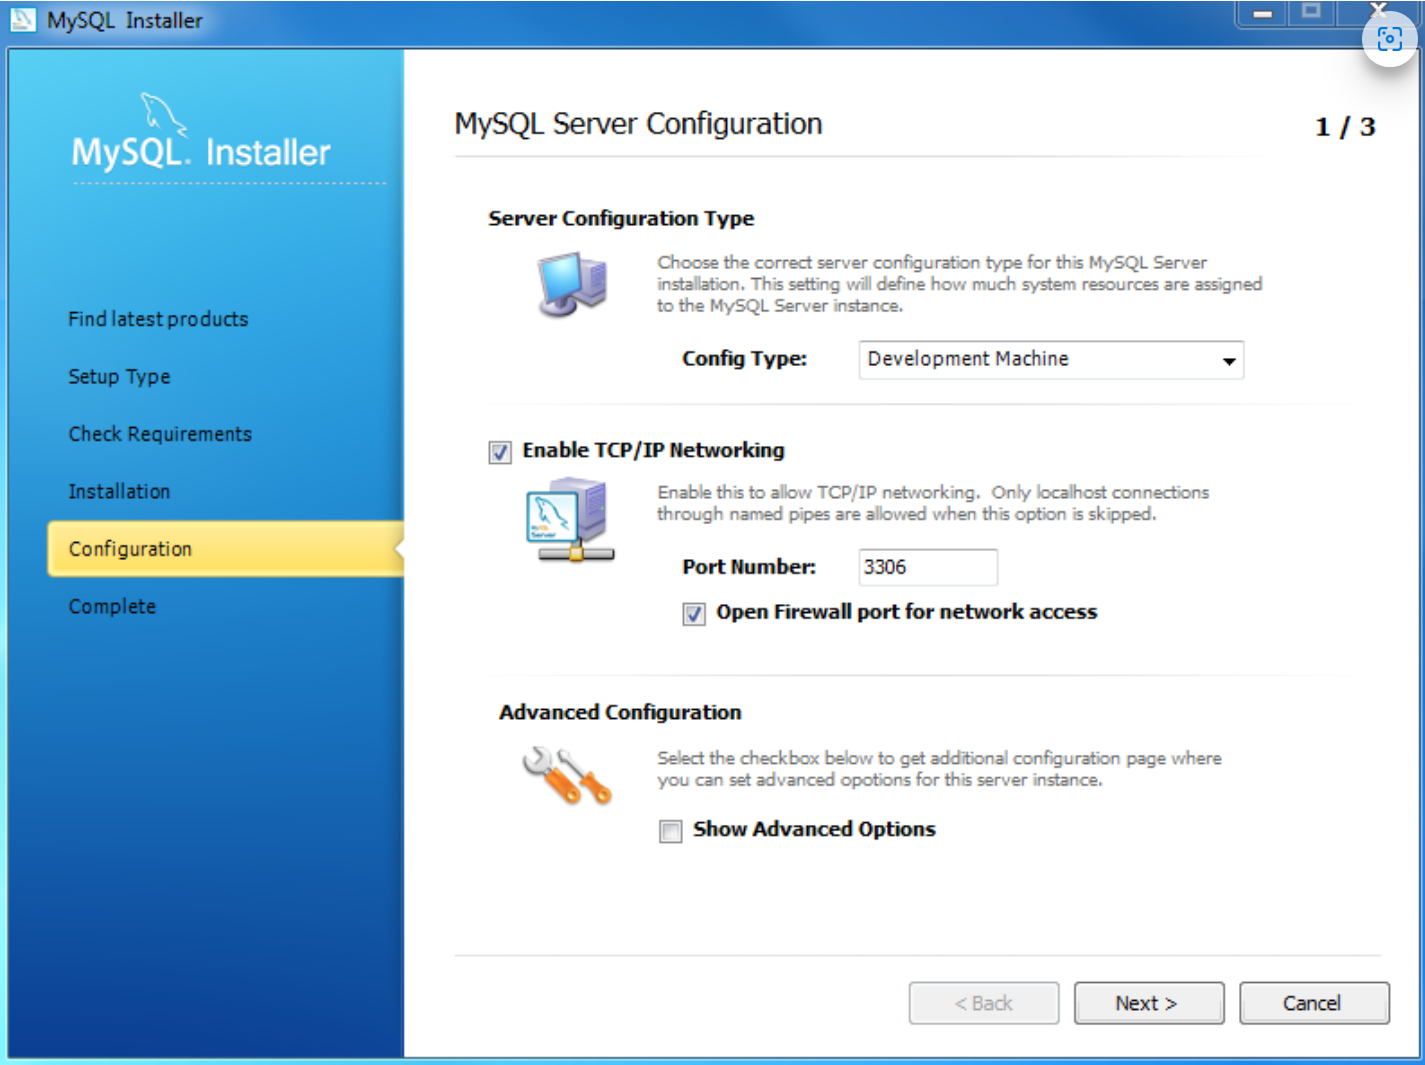 MySQL Installer
MySQL. Installer
Find latest products
Setup Type
Check Requirements
Installation
Configuration
Complete
MySQL Server Configuration
1 / 3
Server Configuration Type
Choose the correct server configuration type for this MySQL Server
installation. This setting will define how much system resources are assigned
to the MySQL Server instance.
Config Type:
Development Machine
Enable TCP/IP Networking
Enable this to allow TCP/IP networking. Only localhost connections
through named pipes are allowed when this option is skipped.
MySQL
Server
Port Number:
3306
Open Firewall port for network access
Advanced Configuration
Select the checkbox below to get additional configuration page where
you can set advanced opotions for this server instance.
Show Advanced Options
< Back
Next >
Cancel